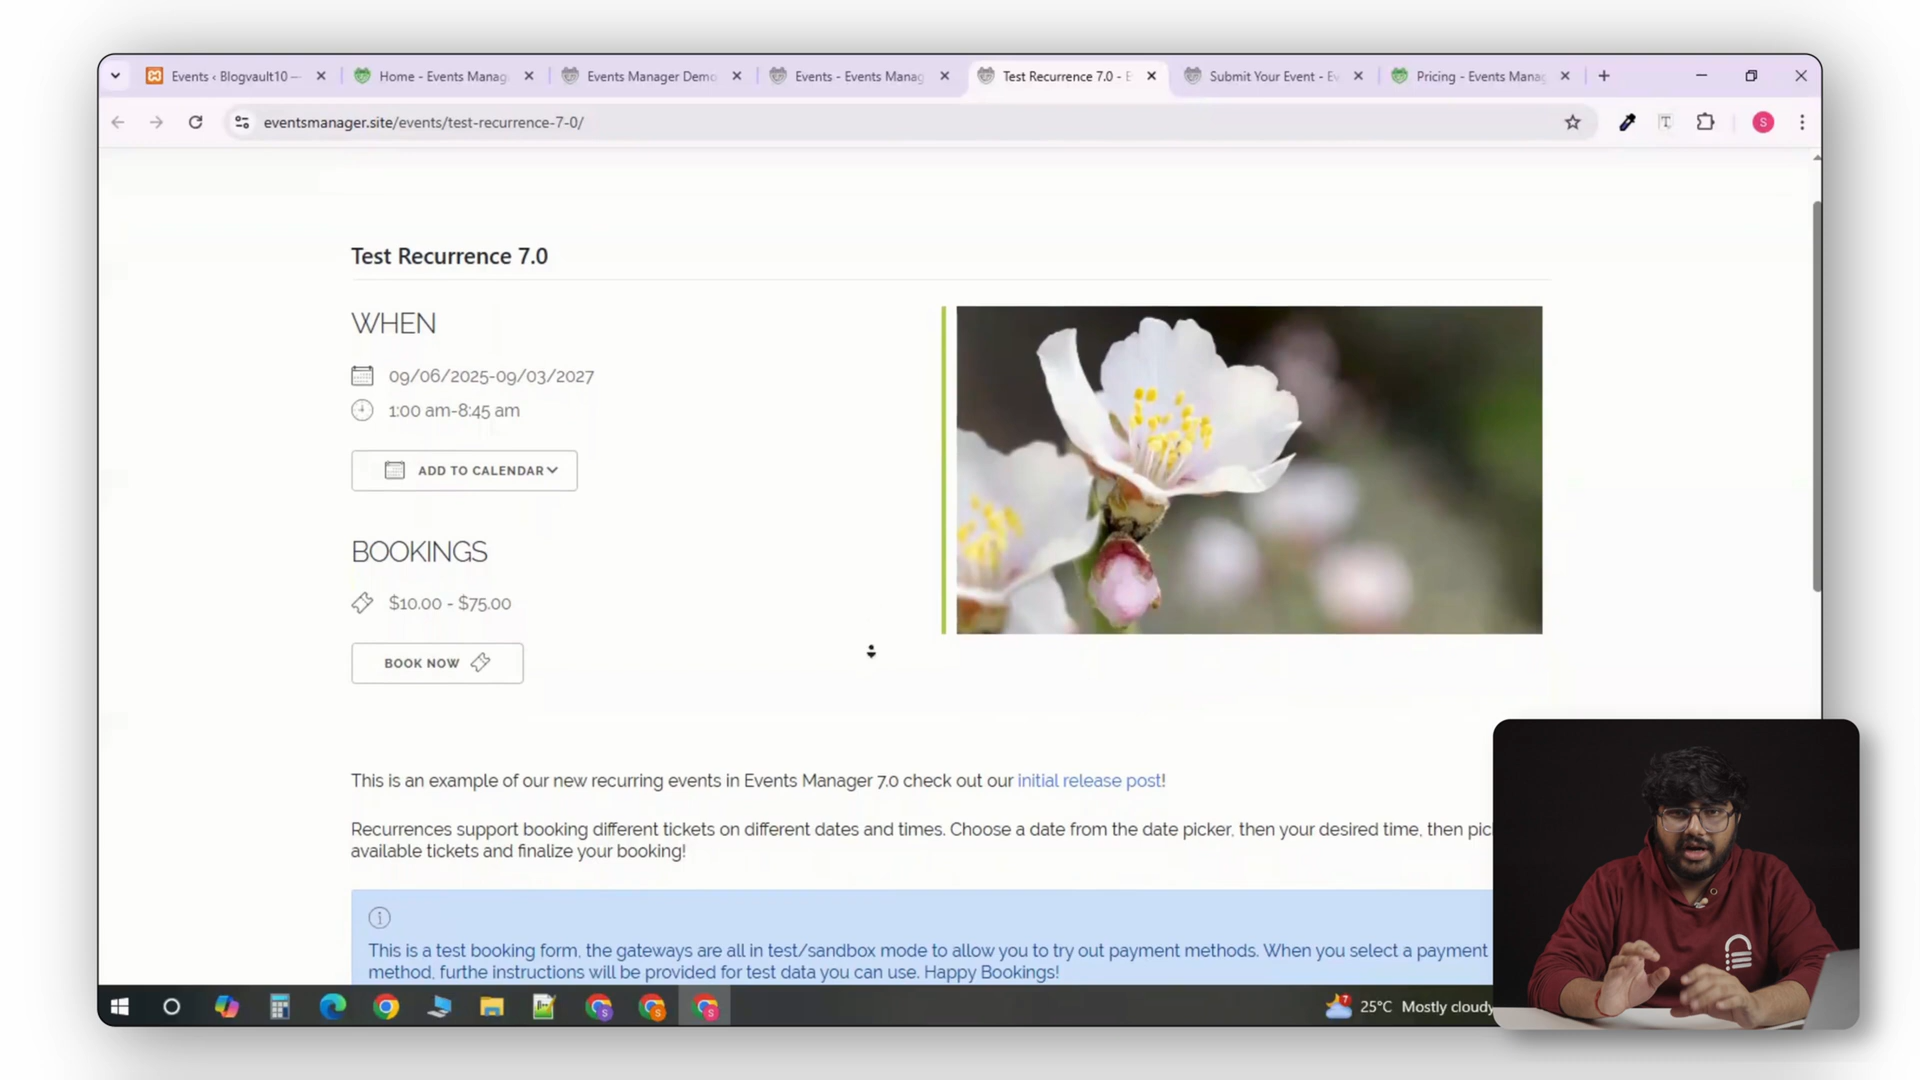 Events ‹ Blogvault10 —
Home - Events Manag
Events Manager Demo
Events - Events Manag
Test Recurrence 7.0 - E
Submit Your Event - Ev
Pricing - Events Manag
eventsmanager.site/events/test-recurrence-7-0/
S
Test Recurrence 7.0
WHEN
09/06/2025-09/03/2027
1:00 am-8:45 am
ADD TO CALENDAR
BOOKINGS
$10.00 - $75.00
BOOK NOW
This is an example of our new recurring events in Events Manager 7.0 check out our initial release post!
Recurrences support booking different tickets on different dates and times. Choose a date from the date picker, then your desired time, then pic
available tickets and finalize your booking!
This is a test booking form, the gateways are all in test/sandbox mode to allow you to try out payment methods. When you select a payment
method, furthe instructions will be provided for test data you can use. Happy Bookings!
25°C Mostly cloudy